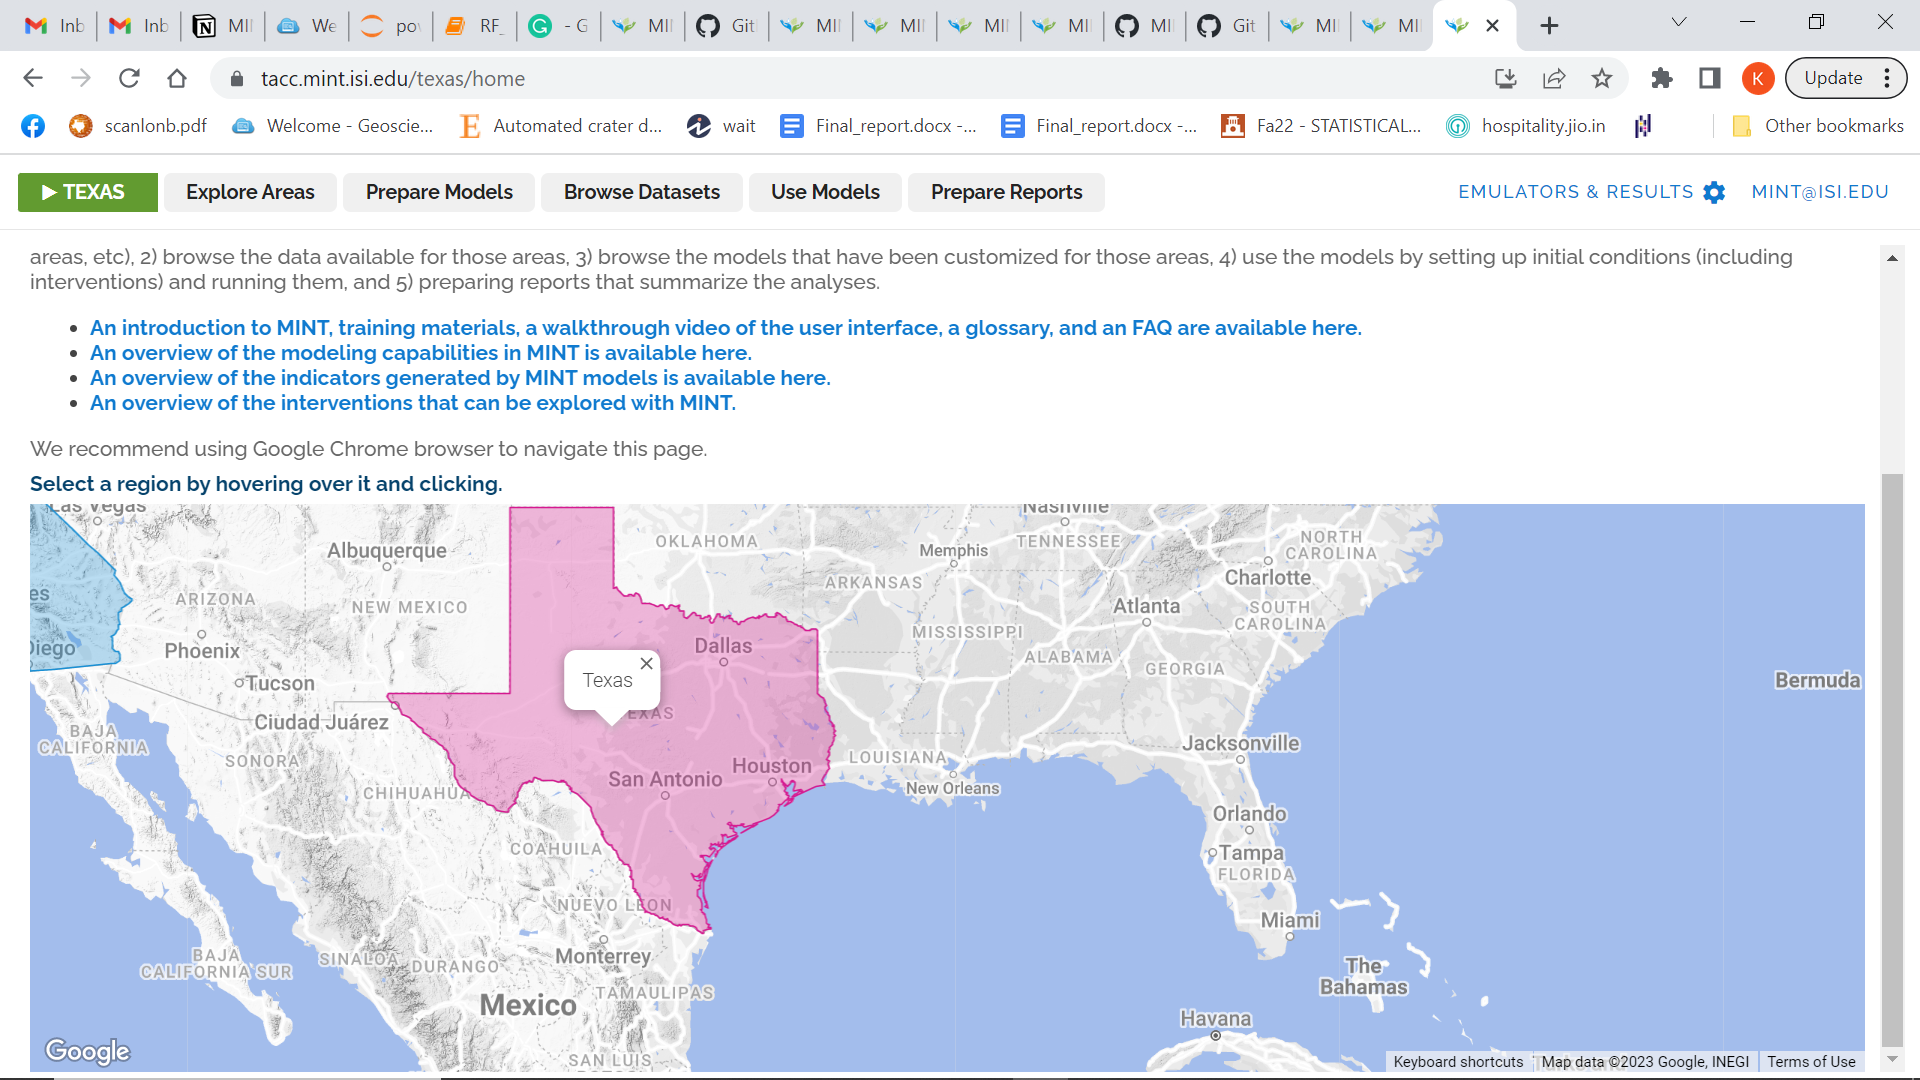 Inb
Inb
MI
We
po
RF_
- G
MI
Git
MI
MI
MI
MI
MI
Git
MI
MI
tacc.mint.isi.edu/texas/home
K
Update
scanlonb.pdf
Welcome - Geoscie...
Automated crater d...
wait
Final_report.docx -...
Final_report.docx -...
Fa22 - STATISTICAL...
hospitality.jio.in
Other bookmarks
▶ TEXAS
Explore Areas
Prepare Models
Browse Datasets
Use Models
Prepare Reports
EMULATORS & RESULTS
MINT@ISI.EDU
areas, etc), 2) browse the data available for those areas, 3) browse the models that have been customized for those areas, 4) use the models by setting up initial conditions (including
interventions) and running them, and 5) preparing reports that summarize the analyses.
• An introduction to MINT, training materials, a walkthrough video of the user interface, a glossary, and an FAQ are available here.
• An overview of the modeling capabilities in MINT is available here.
• An overview of the indicators generated by MINT models is available here.
• An overview of the interventions that can be explored with MINT.
We recommend using Google Chrome browser to navigate this page.
Select a region by hovering over it and clicking.
Las Vegas
Nashville
Albuquerque
OKLAHOMA
Memphis
TENNESSEE
NORTH
CAROLINA
ARKANSAS
Charlotte
es
ARIZONA
NEW MEXICO
Atlanta
SOUTH
CAROLINA
MISSISSIPPI
Diego
Phoenix
Dallas
ALABAMA
GEORGIA
Texas
Tucson
Bermuda
EXAS
Ciudad Juárez
BAJA
CALIFORNIA
Jacksonville
SONORA
Houston
LOUISIANA
San Antonio
New Orleans
CHIHUAHUA
Orlando
COAHUILA
Tampa
FLORIDA
NUEVO LEON
Miami
BAJA
CALIFORNIA SUR
SINALOA
DURANGO
Monterrey
The
Bahamas
TAMAULIPAS
Mexico
Havana
Google
SAN LUIS
Keyboard shortcuts
Map data ©2023 Google, INEGI
Terms of Use